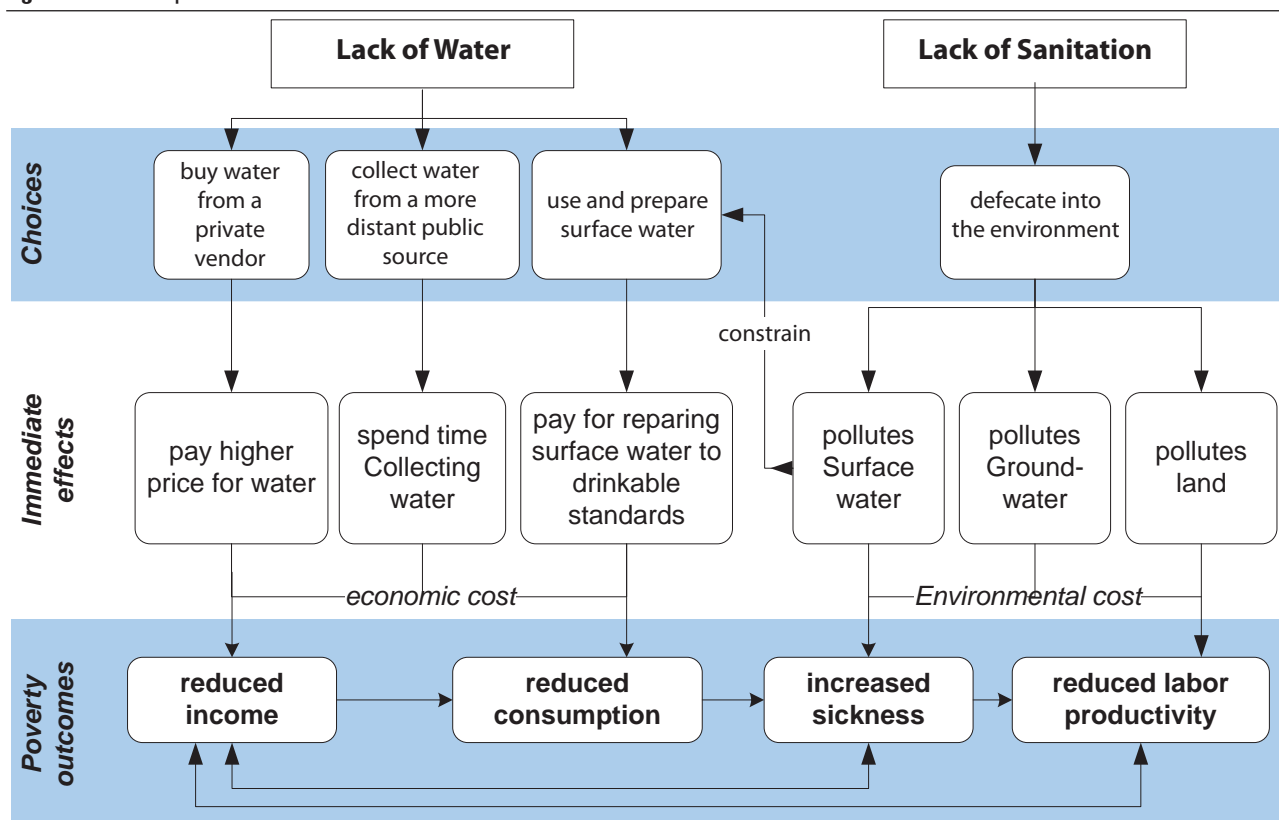 Lack of Water
Lack of Sanitation
Choices
buy water
from a
private
vendor
collect water
from a more
distant public
source
use and prepare
surface water
defecate into
the environment
constrain
Immediate
effects
pay higher
price for water
spend time
Collecting
water
pay for reparing
surface water to
drinkable
standards
pollutes
Surface
water
pollutes
Ground-
water
pollutes
land
economic cost
Environmental cost
Poverty
outcomes
reduced
income
reduced
consumption
increased
sickness
reduced labor
productivity